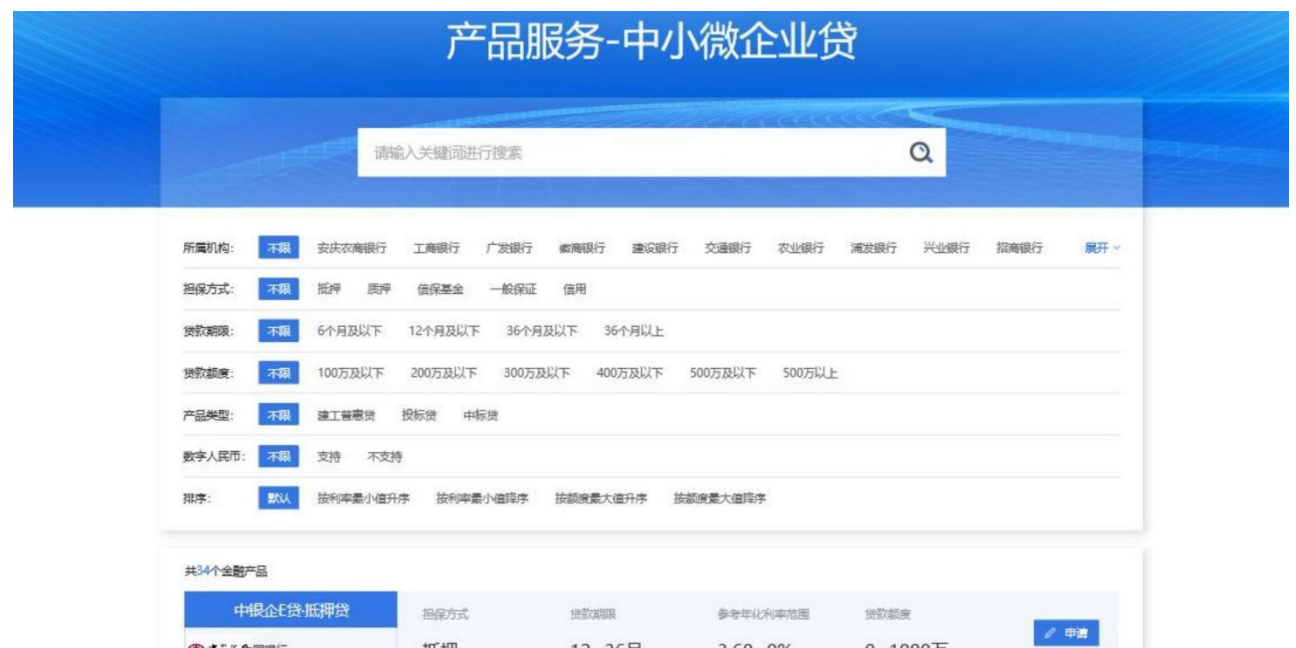 产品服务-中小微企业贷
请输入关键词进行搜索
所属机构: 不限 安庆农商银行 工商银行 广发银行 徽商银行 建设银行 交通银行 农业银行 浦发银行 兴业银行 招商银行 展开
担保方式: 不限 抵押 质押 信保基金 一般保证 信用
贷款期限: 不限 6个月及以下 12个月及以下 36个月及以下 36个月以上
贷款额度: 不限 100万及以下 200万及以下 300万及以下 400万及以下 500万及以下 500万以上
产品类型: 不限 建工普惠贷 投标贷 中标贷
数字人民币: 不限 支持 不支持
排序: 默认 按利率最小值升序 按利率最小值降序 按额度最大值升序 按额度最大值降序
共34个金融产品
中银企E贷·抵押贷 担保方式 贷款期限 参考年化利率范围 贷款额度
申请
抵押